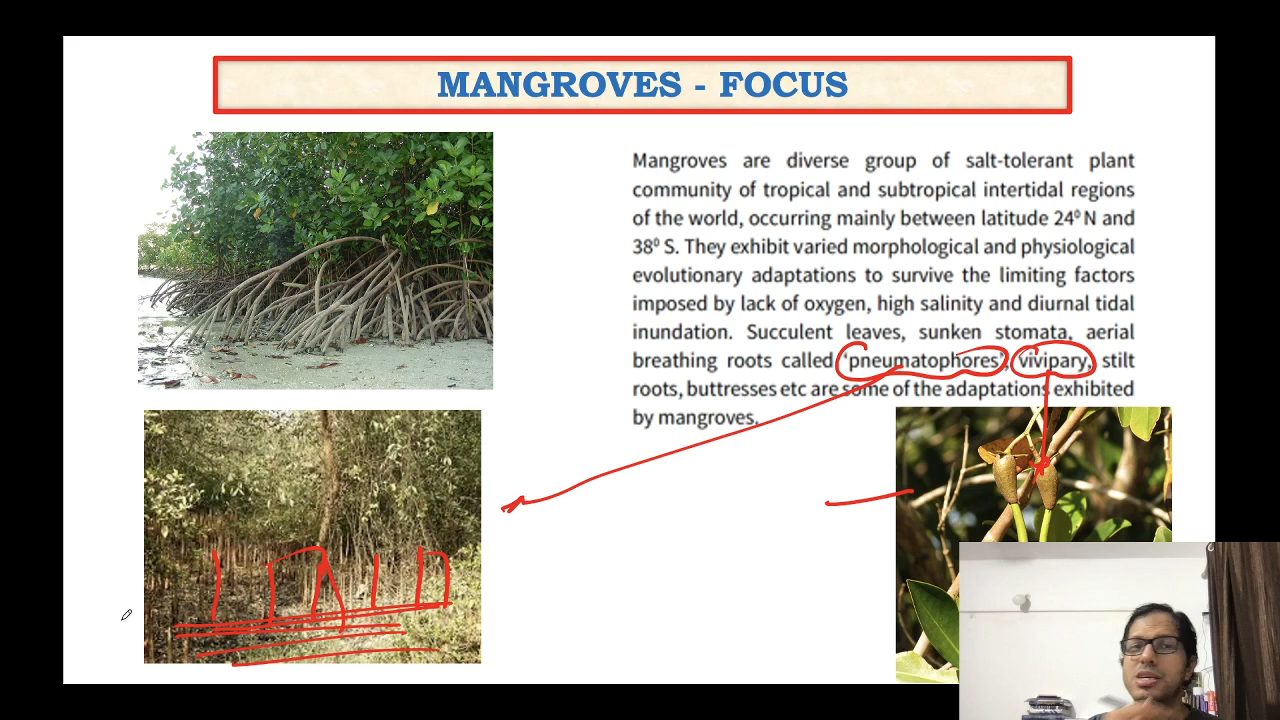 MANGROVES - FOCUS
Mangroves are diverse group of salt-tolerant plant
community of tropical and subtropical intertidal regions
of the world, occurring mainly between latitude 24⁰ N and
38⁰ S. They exhibit varied morphological and physiological
evolutionary adaptations to survive the limiting factors
imposed by lack of oxygen, high salinity and diurnal tidal
inundation. Succulent leaves, sunken stomata, aerial
breathing roots called ‘pneumatophores’, vivipary, stilt
roots, buttresses etc are some of the adaptations exhibited
by mangroves.